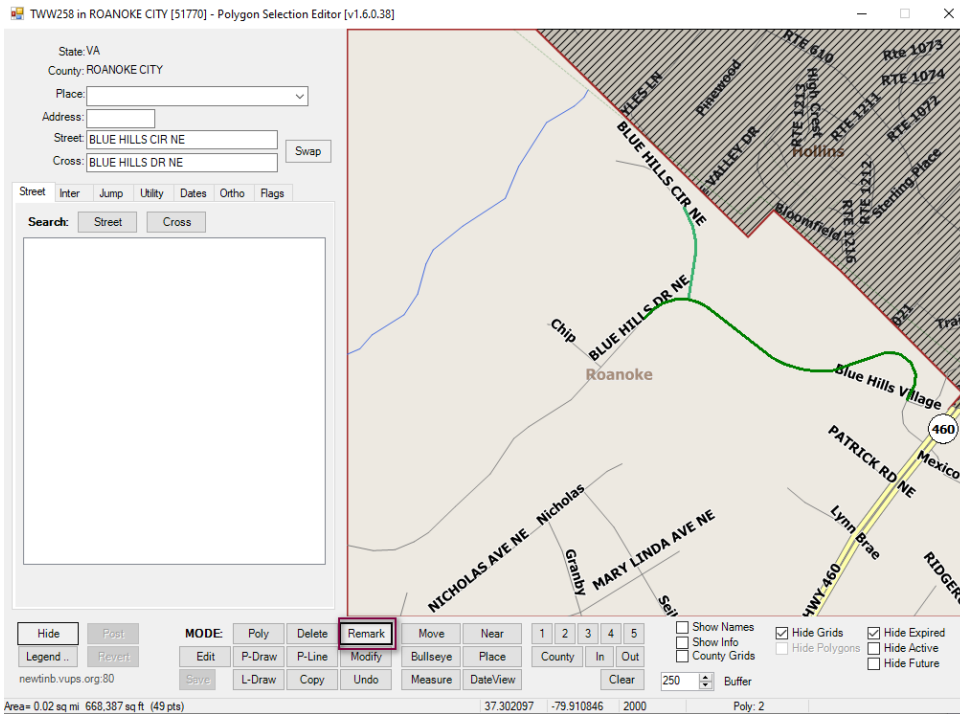 TWW258 in ROANOKE CITY [51770] - Polygon Selection Editor [v1.6.0.38]
State: VA
County: ROANOKE CITY
Place:
Address:
Street: BLUE HILLS CIR NE
Cross: BLUE HILLS DR NE
Swap
Street Inter Jump Utility Dates Ortho Flags
Search: Street Cross
RTE 610
Rte 1073
RTE 1074
YLES LN
Pinewood
High Crest
RTE 1213
RTE 1211
RTE 1072
BLUE HILLS CIR NE
VALLEY DR
Hollins
RTE 1212
Sterling Place
Bloomfield
RTE 1216
BLUE HILLS DR NE
Chip
021
Tra
Roanoke
Blue Hills Village
460
PATRICK RD NE
Mexico
Nicholas
Lynn Brae
NICHOLAS AVE NE
Granby
MARY LINDA AVE NE
HWY 460
RIDGER
Sei
Hide Post MODE: Poly Delete Remark Move Near 1 2 3 4 5 Show Names Hide Grids Hide Expired
Show Info
Legend .. Revert Edit P-Draw P-Line Modify Bullseye Place County In Out County Grids Hide Polygons Hide Active
Hide Future
newtinb.vups.org:80 Save L-Draw Copy Undo Measure DateView Clear 250 Buffer
Area= 0.02 sq mi 668,387 sq ft (49 pts) 37.302097 -79.910846 2000 Poly: 2